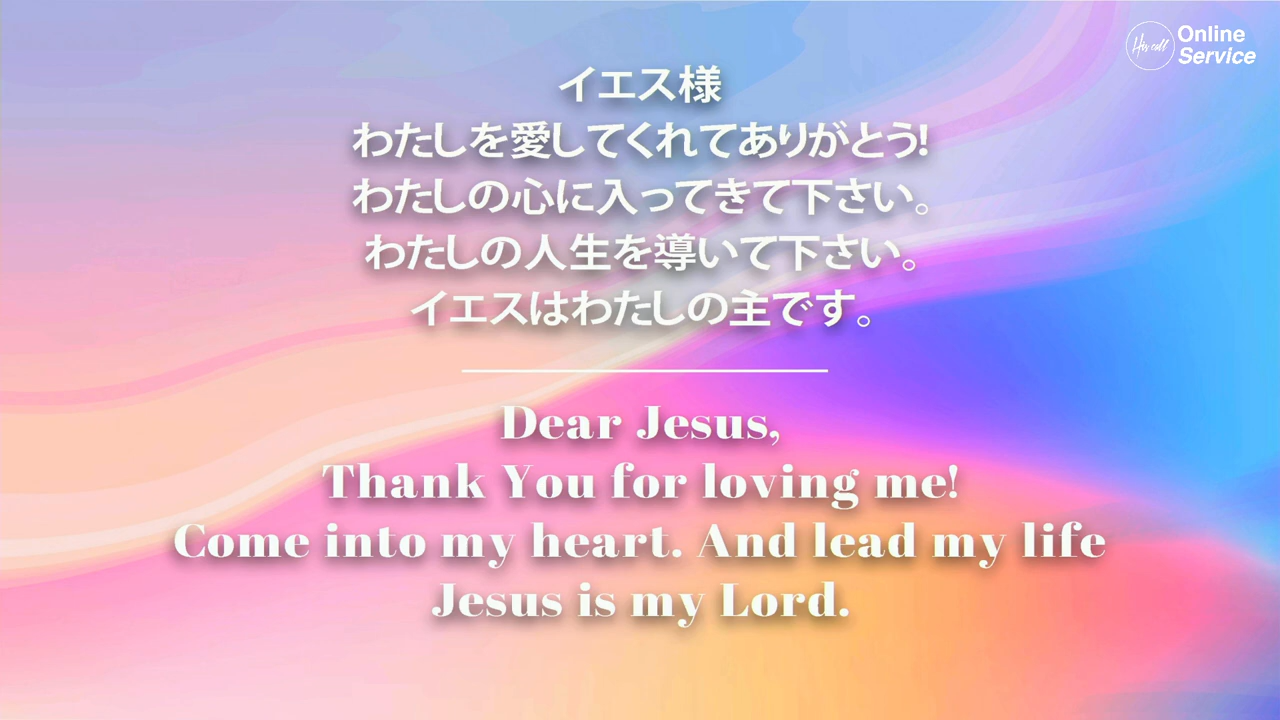 His call
Online
Service
イエス様
わたしを愛してくれてありがとう!
わたしの心に入ってきて下さい。
わたしの人生を導いて下さい。
イエスはわたしの主です。
Dear Jesus,
Thank You for loving me!
Come into my heart. And lead my life
Jesus is my Lord.